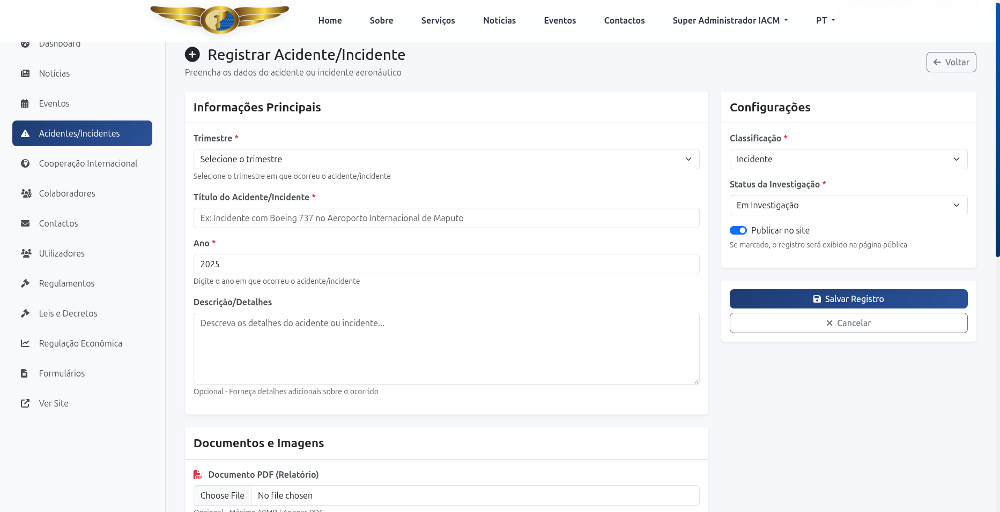 Home
Sobre
Serviços
Notícias
Eventos
Contactos
Super Administrador IACM
PT
Dashboard
Notícias
Eventos
Acidentes/Incidentes
Cooperação Internacional
Colaboradores
Contactos
Utilizadores
Regulamentos
Leis e Decretos
Regulação Econômica
Formulários
Ver Site
Registrar Acidente/Incidente
Preencha os dados do acidente ou incidente aeronáutico
Voltar
Informações Principais
Trimestre *
Selecione o trimestre
Selecione o trimestre em que ocorreu o acidente/incidente
Título do Acidente/Incidente *
Ex: Incidente com Boeing 737 no Aeroporto Internacional de Maputo
Ano *
2025
Digite o ano em que ocorreu o acidente/incidente
Descrição/Detalhes
Descreva os detalhes do acidente ou incidente...
Opcional - Forneça detalhes adicionais sobre o ocorrido
Documentos e Imagens
Documento PDF (Relatório)
Choose File No file chosen
Opcional - Máximo 10MB | Apenas PDF
Configurações
Classificação *
Incidente
Status da Investigação *
Em Investigação
Publicar no site
Se marcado, o registro será exibido na página pública
Salvar Registro
Cancelar